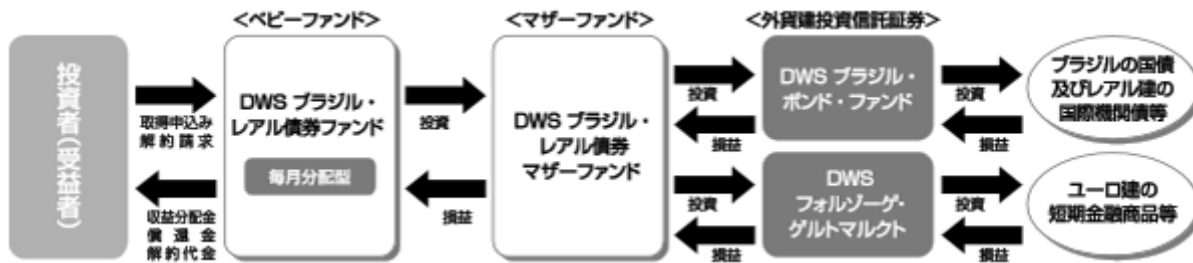 <ベビーファンド>
<マザーファンド>
<外貨建投資信託証券>
投資者(受益者)
取得申込み
解約請求
収益分配金
償還金
解約代金
DWS ブラジル・
レアル債券ファンド
毎月分配型
投資
損益
DWS ブラジル・
レアル債券
マザーファンド
投資
損益
投資
損益
DWS ブラジル・
ボンド・ファンド
DWS
フォルゾーゲ・
ゲルトマルクト
投資
損益
投資
損益
ブラジルの国債
及びレアル建の
国際機関債等
ユーロ建の
短期金融商品等